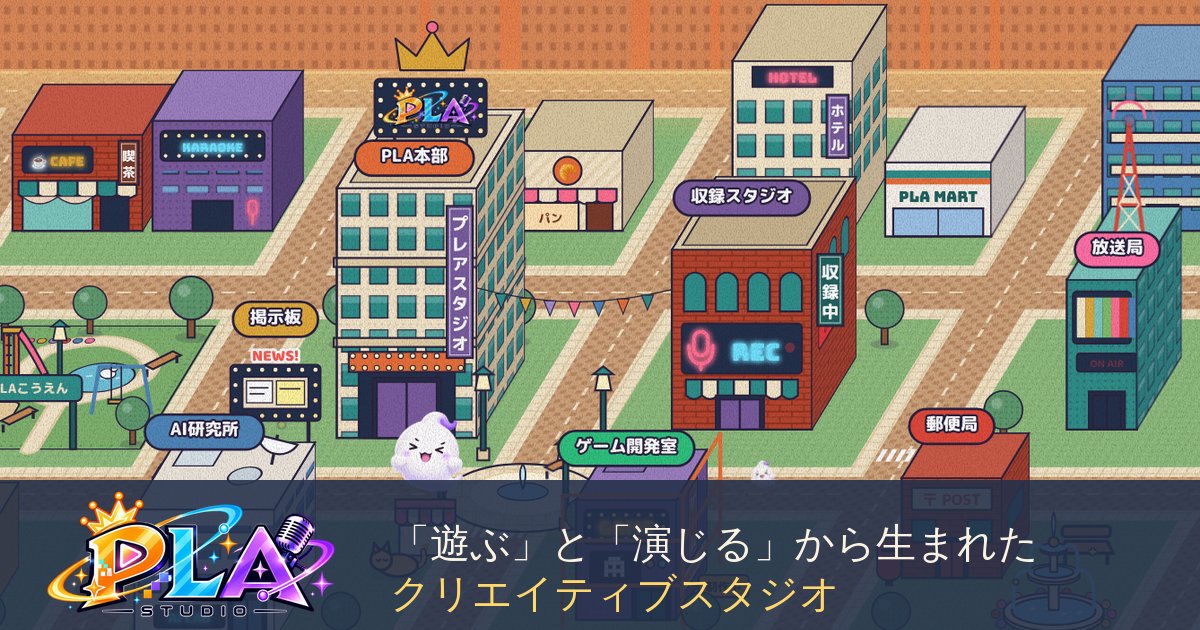 PLA
HOTEL
ホテル
CAFE
喫茶
KARAOKE
PLA本部
パン
収録スタジオ
PLA MART
放送局
プレアスタジオ
収録中
REC
ON AIR
掲示板
NEWS!
LAこうえん
AI研究所
ゲーム開発室
郵便局
〒POST
PLA
STUDIO
「遊ぶ」と「演じる」から生まれた
クリエイティブスタジオ